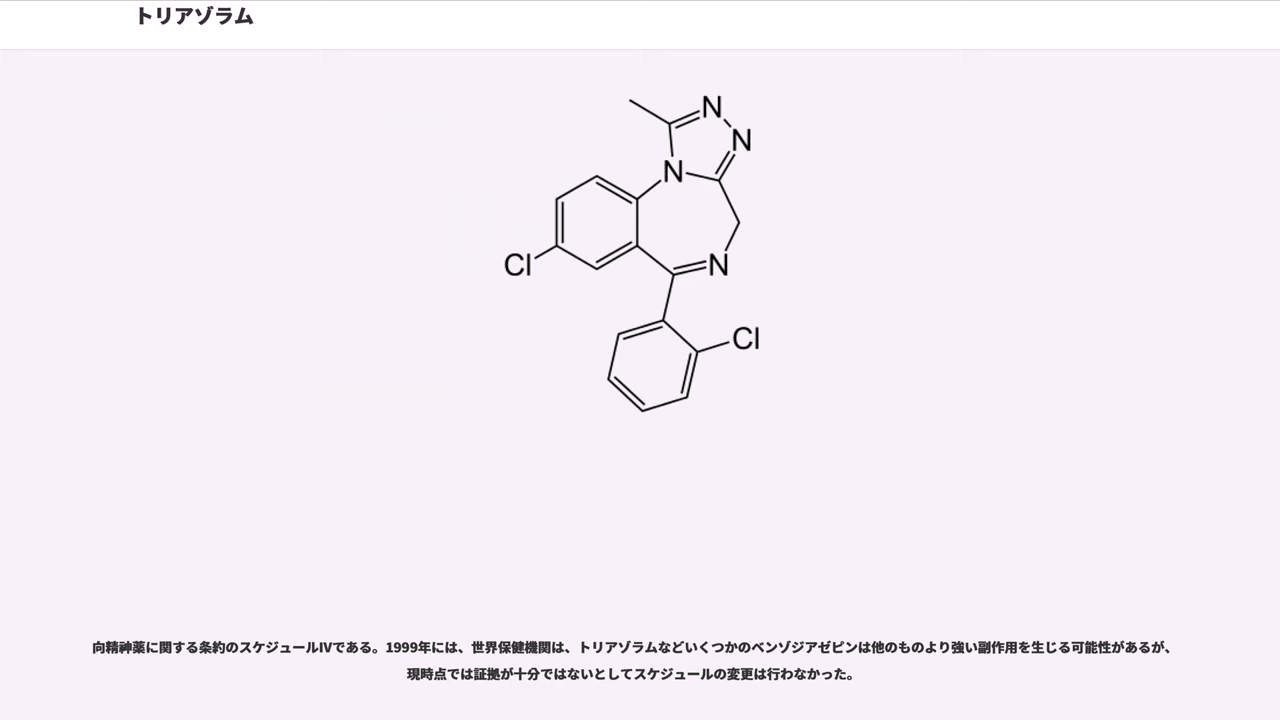 トリアゾラム
N
N
N
Cl
N
Cl
向精神薬に関する条約のスケジュールIVである。1999年には、世界保健機関は、トリアゾラムなどいくつかのベンゾジアゼピンは他のものより強い副作用を生じる可能性があるが、
現時点では証拠が十分ではないとしてスケジュールの変更は行わなかった。